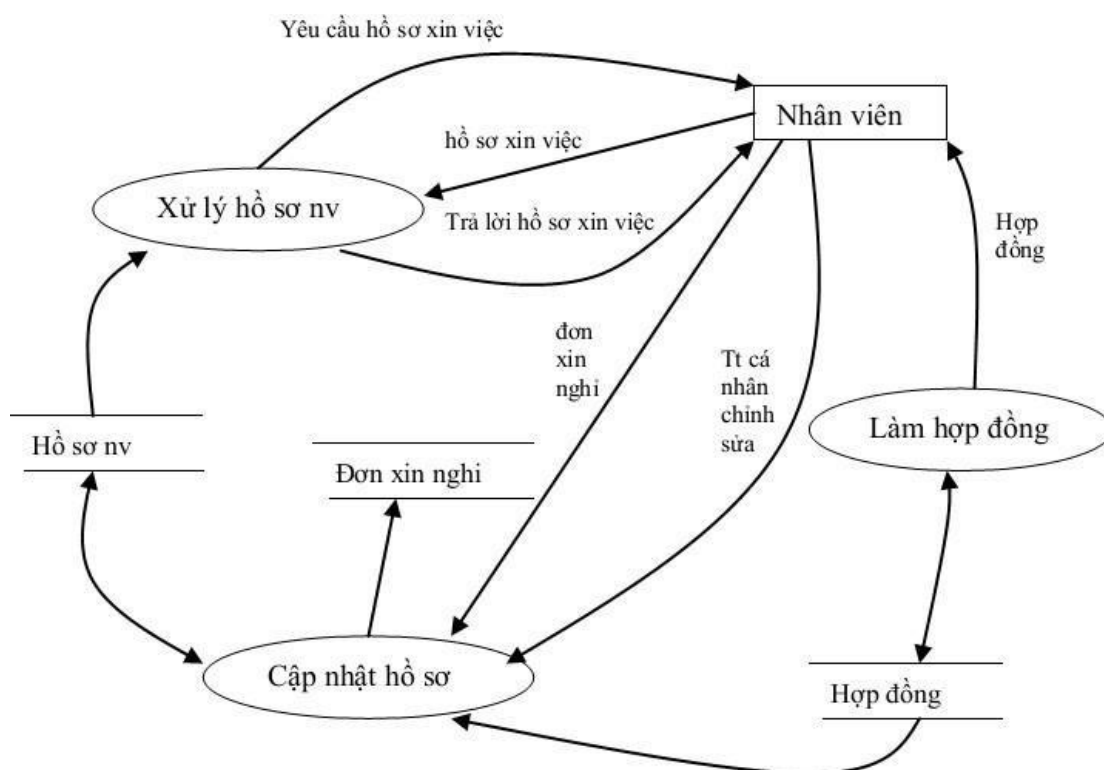 Yêu cầu hồ sơ xin việc
Nhân viên
hồ sơ xin việc
Xử lý hồ sơ nv
Trả lời hồ sơ xin việc
Hợp
đồng
đơn
xin
nghỉ
Tt cá
nhân
chỉnh
sửa
Làm hợp đồng
Hồ sơ nv
Đơn xin nghi
Cập nhật hồ sơ
Hợp đồng